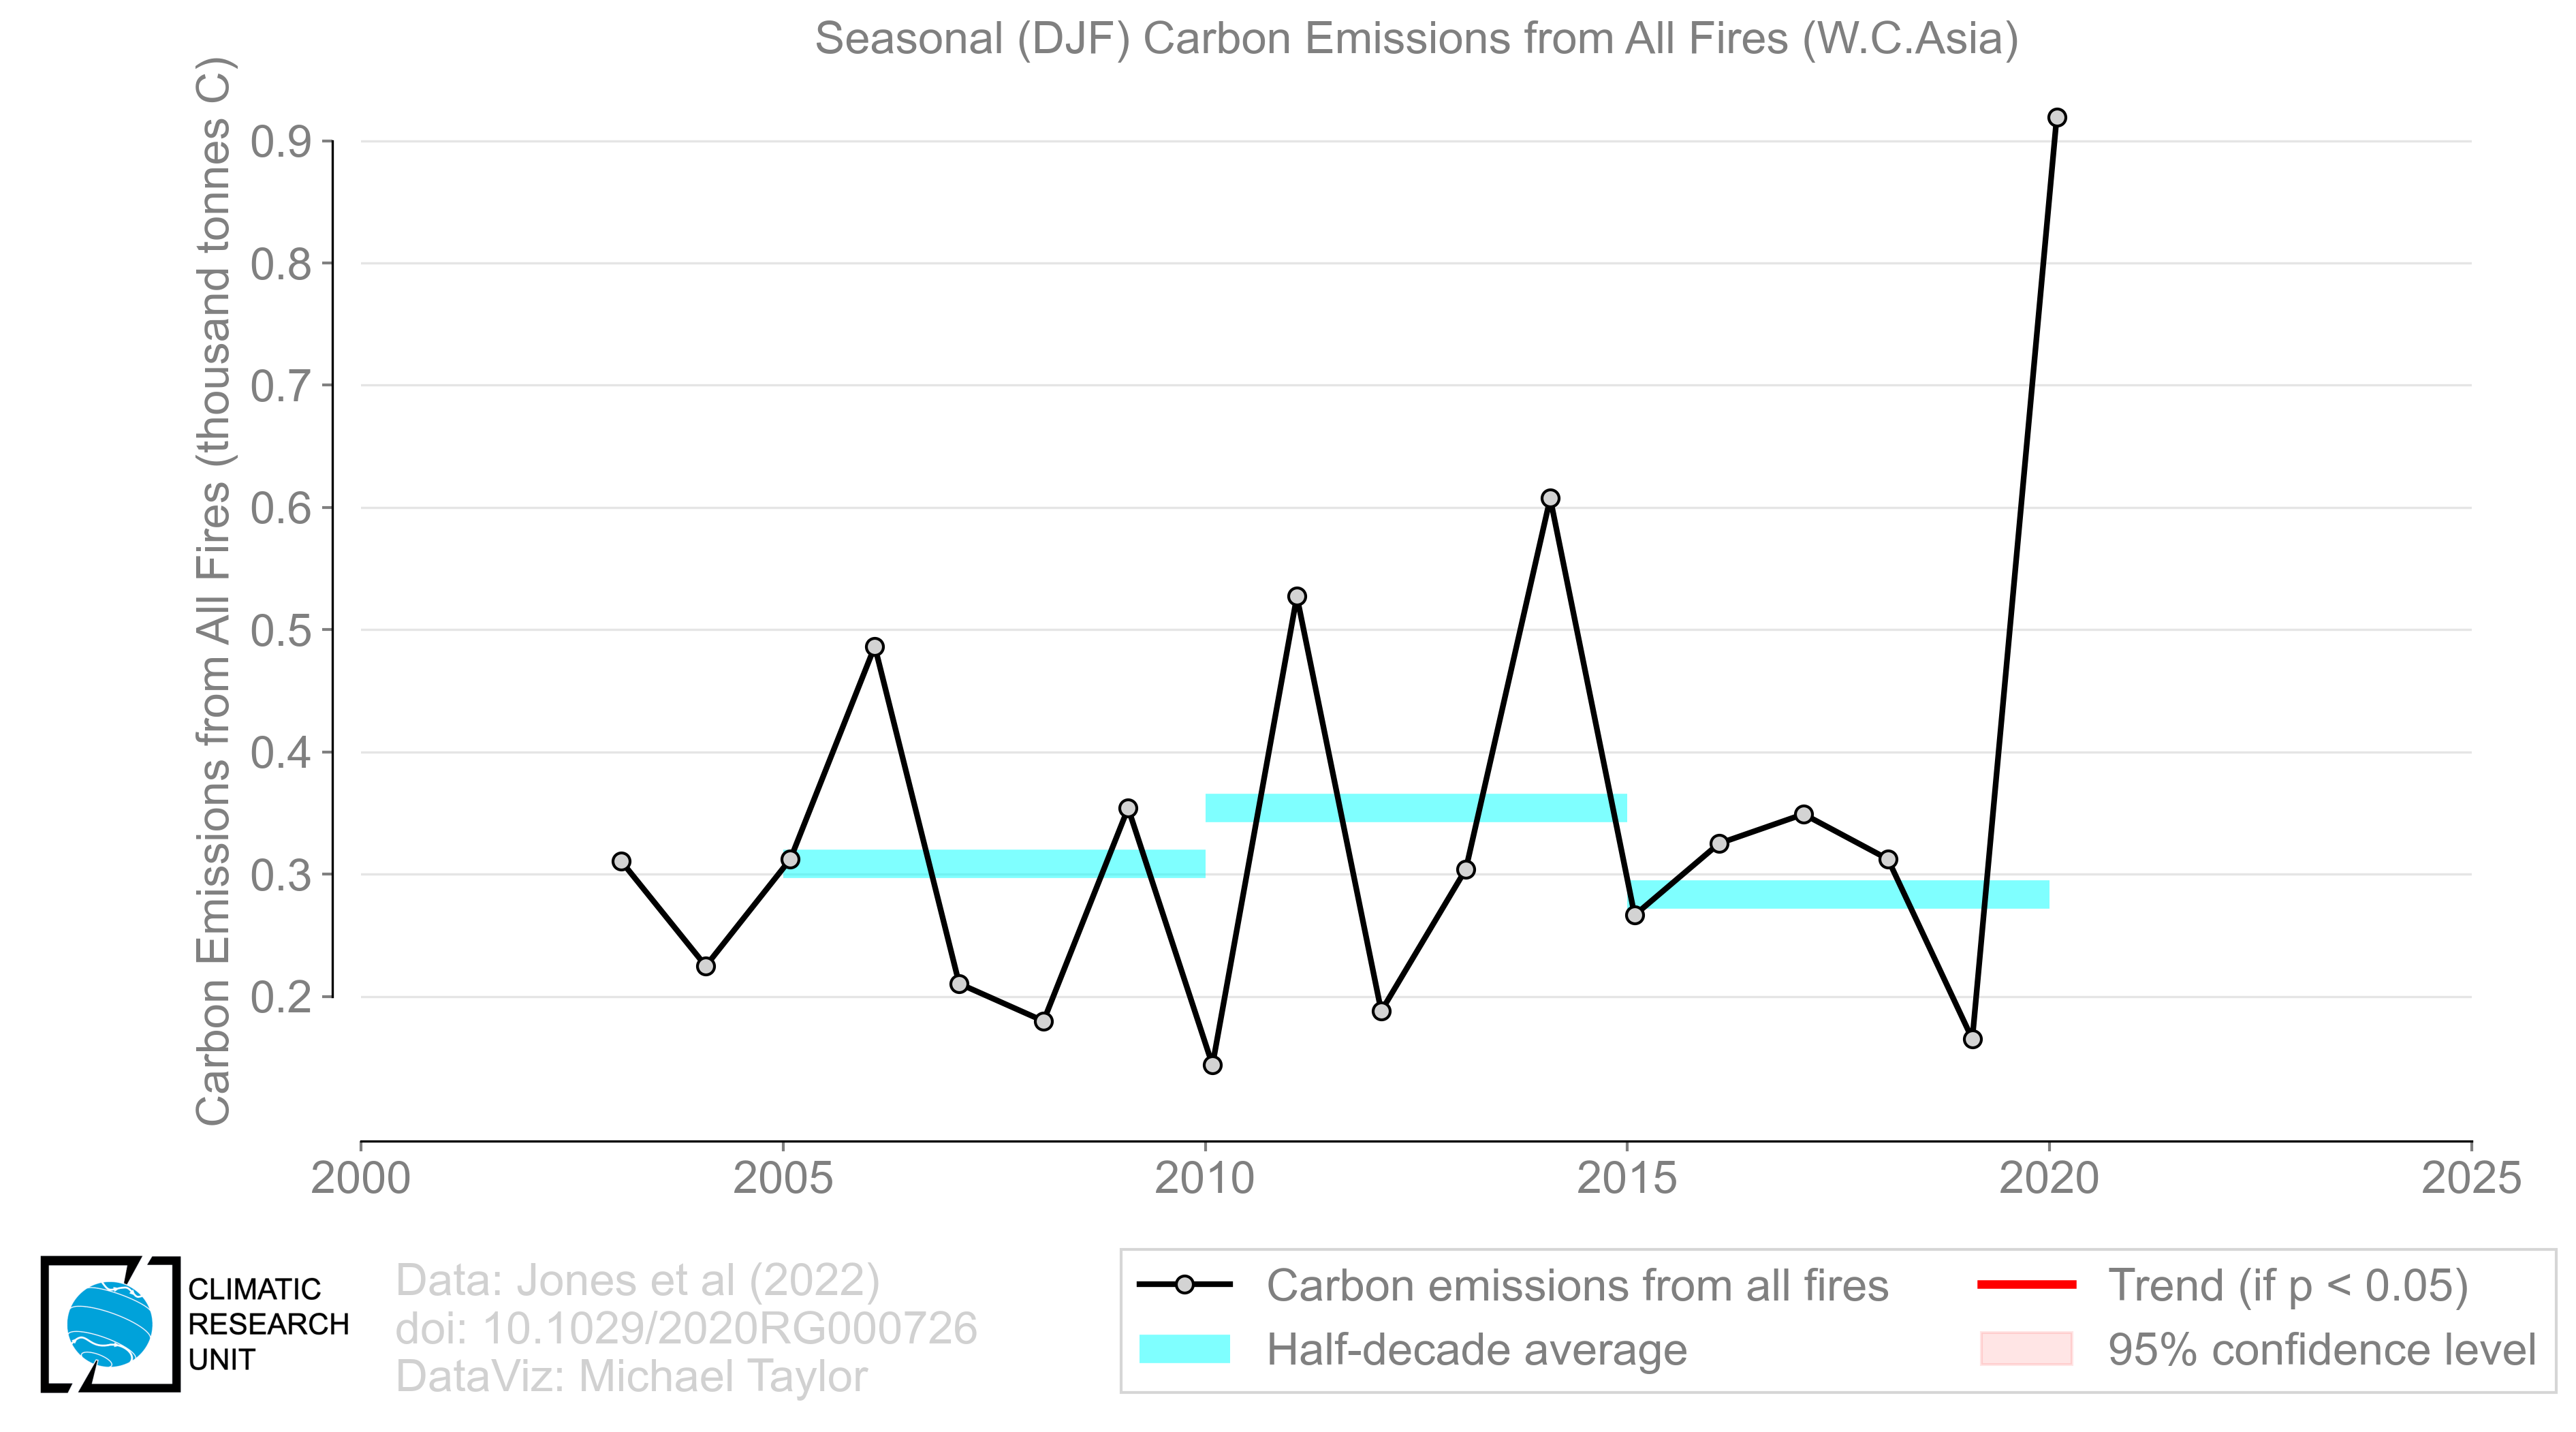 Seasonal (DJF) Carbon Emissions from All Fires (W.C.Asia)
Carbon Emissions from All Fires (thousand tonnes C)
0.9
0.8
0.7
0.6
0.5
0.4
0.3
0.2
2000
2005
2010
2015
2020
2025
CLIMATIC
RESEARCH
UNIT
Data: Jones et al (2022)
doi: 10.1029/2020RG000726
DataViz: Michael Taylor
Carbon emissions from all fires
Half-decade average
Trend (if p < 0.05)
95% confidence level